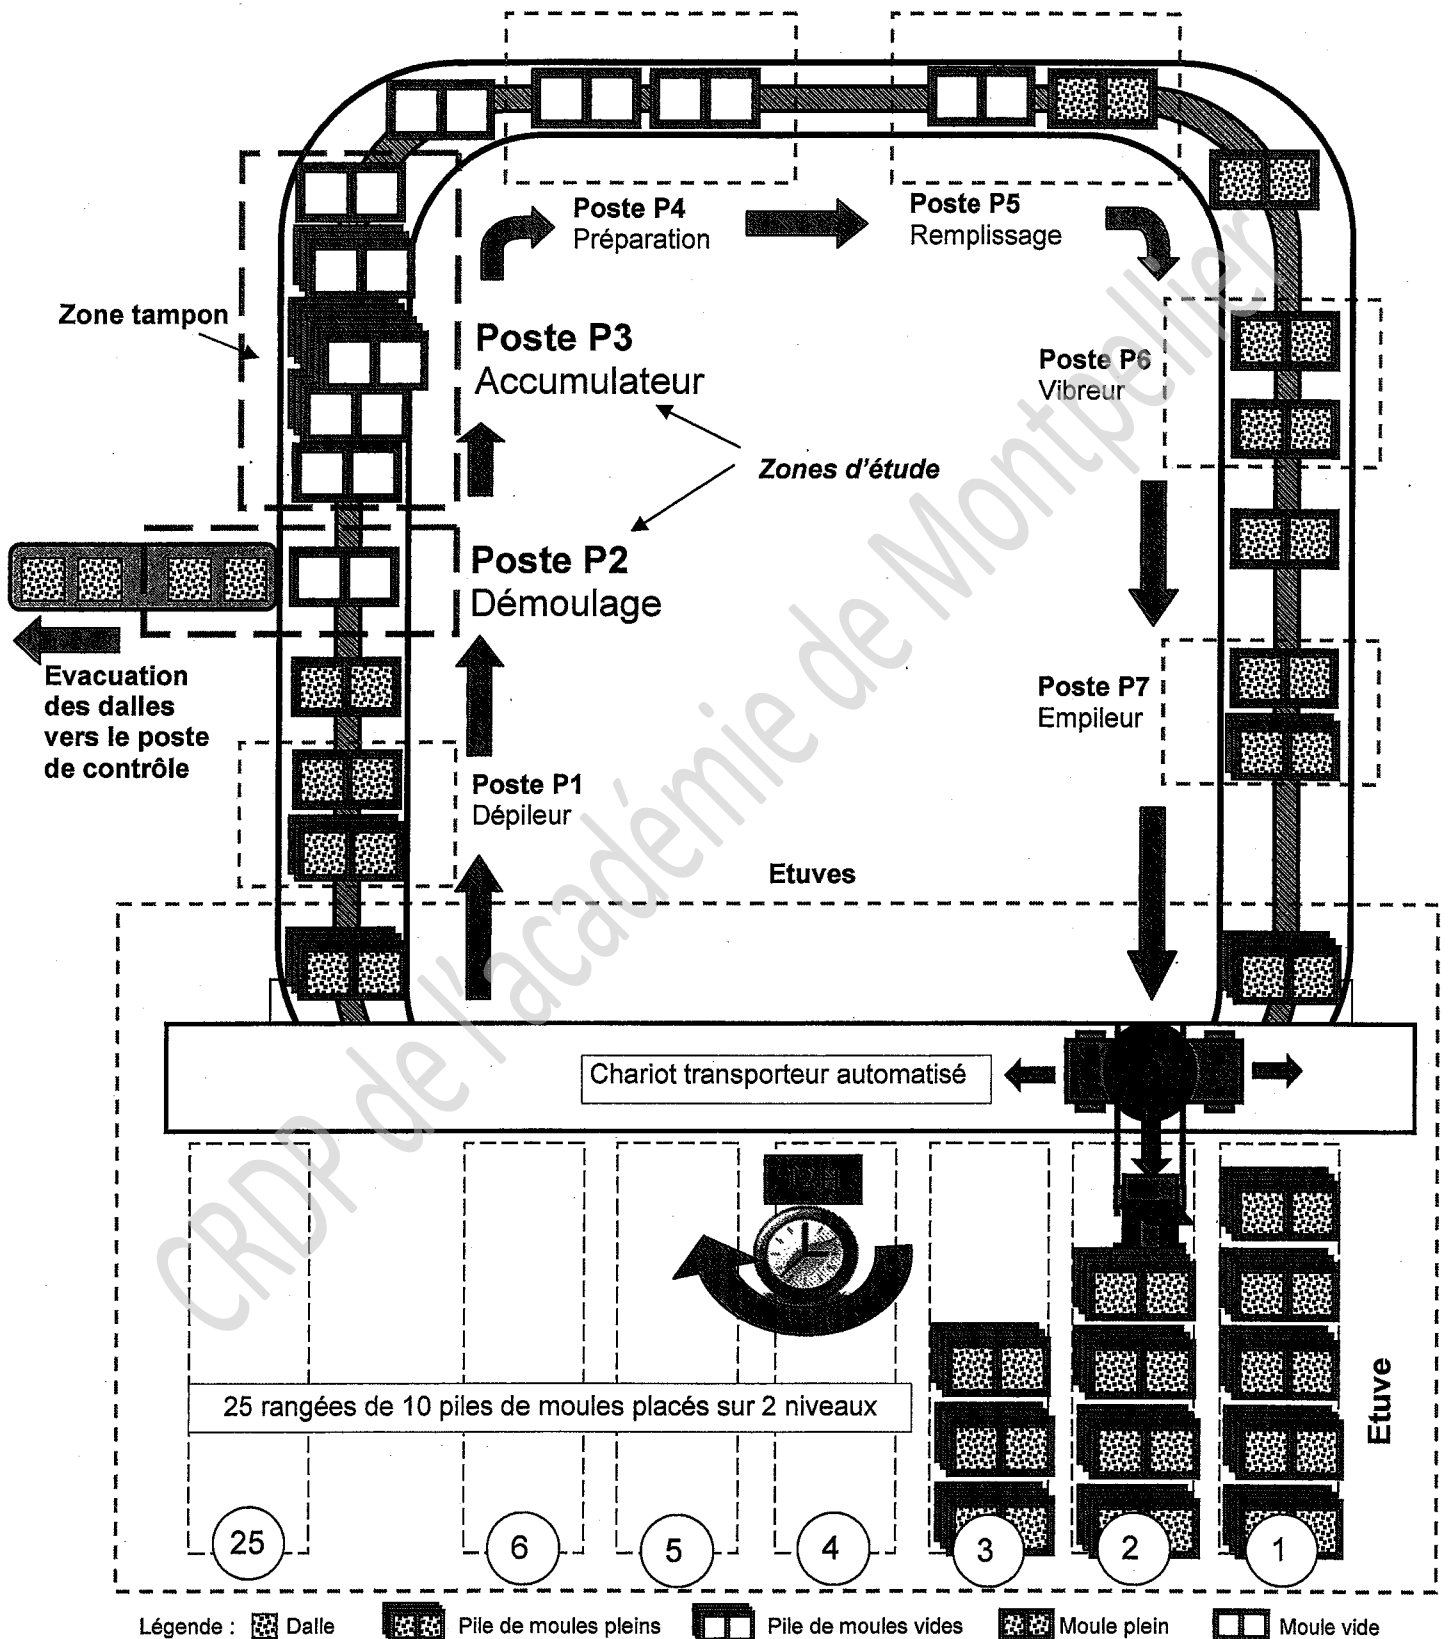 Poste P4
Préparation
Poste P5
Remplissage
Zone tampon
Poste P3
Accumulateur
Poste P6
Vibreur
Zones d'étude
Poste P2
Démoulage
Evacuation
des dalles
vers le poste
de contrôle
Poste P7
Empileur
Poste P1
Dépileur
Etuves
Chariot transporteur automatisé
25 rangées de 10 piles de moules placés sur 2 niveaux
Etuve
25
6
5
4
3
2
1
Légende :
Dalle
Pile de moules pleins
Pile de moules vides
Moule plein
Moule vide
CRDP de l'académie de Montpellier